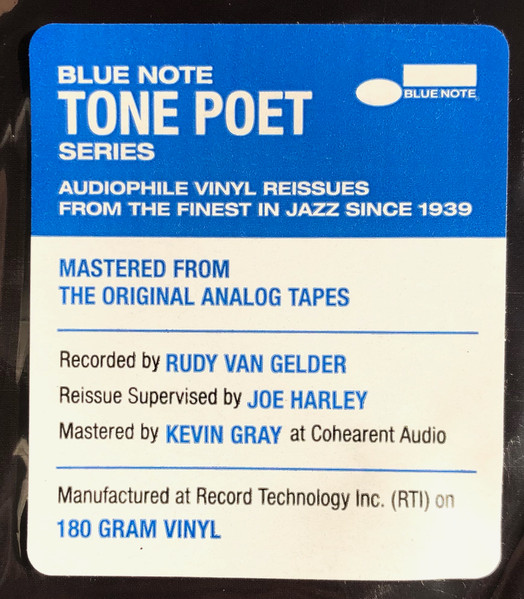 BLUE NOTE
TONE POET
SERIES
BLUE NOTE
AUDIOPHILE VINYL REISSUES
FROM THE FINEST IN JAZZ SINCE 1939
MASTERED FROM
THE ORIGINAL ANALOG TAPES
Recorded by RUDY VAN GELDER
Reissue Supervised by JOE HARLEY
Mastered by KEVIN GRAY at Cohearent Audio
Manufactured at Record Technology Inc. (RTI) on
180 GRAM VINYL